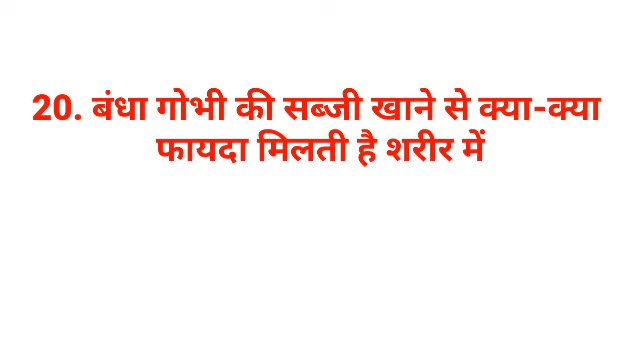 20. बंधा गोभी की सब्जी खाने से क्या-क्या
फायदा मिलती है शरीर में